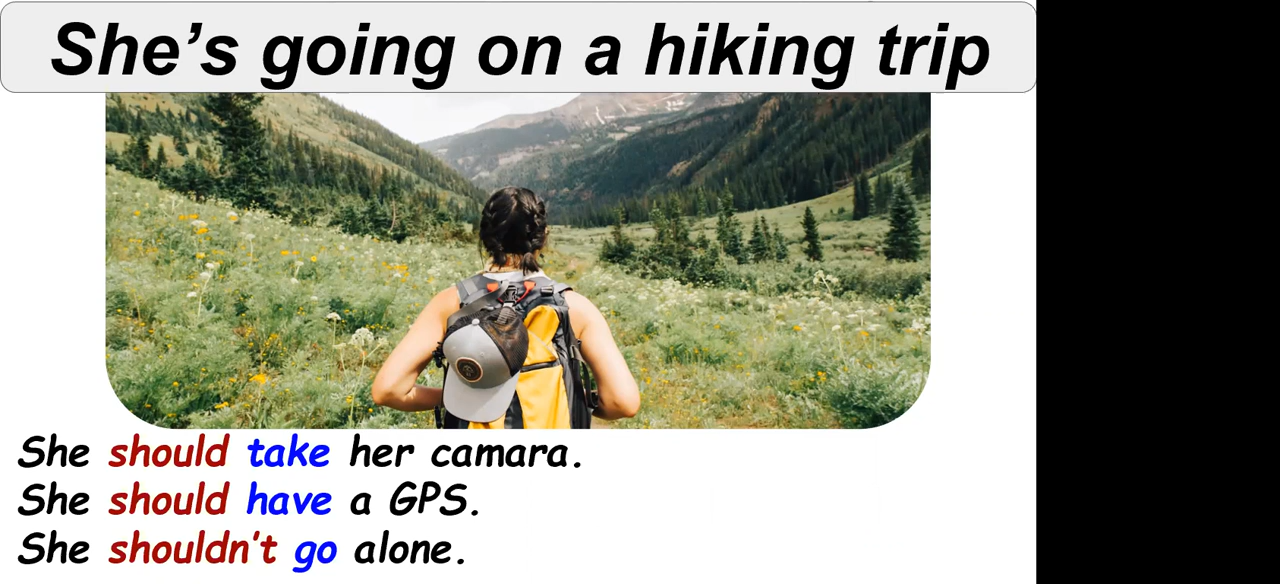 She’s going on a hiking trip
She should take her camara.
She should have a GPS.
She shouldn't go alone.